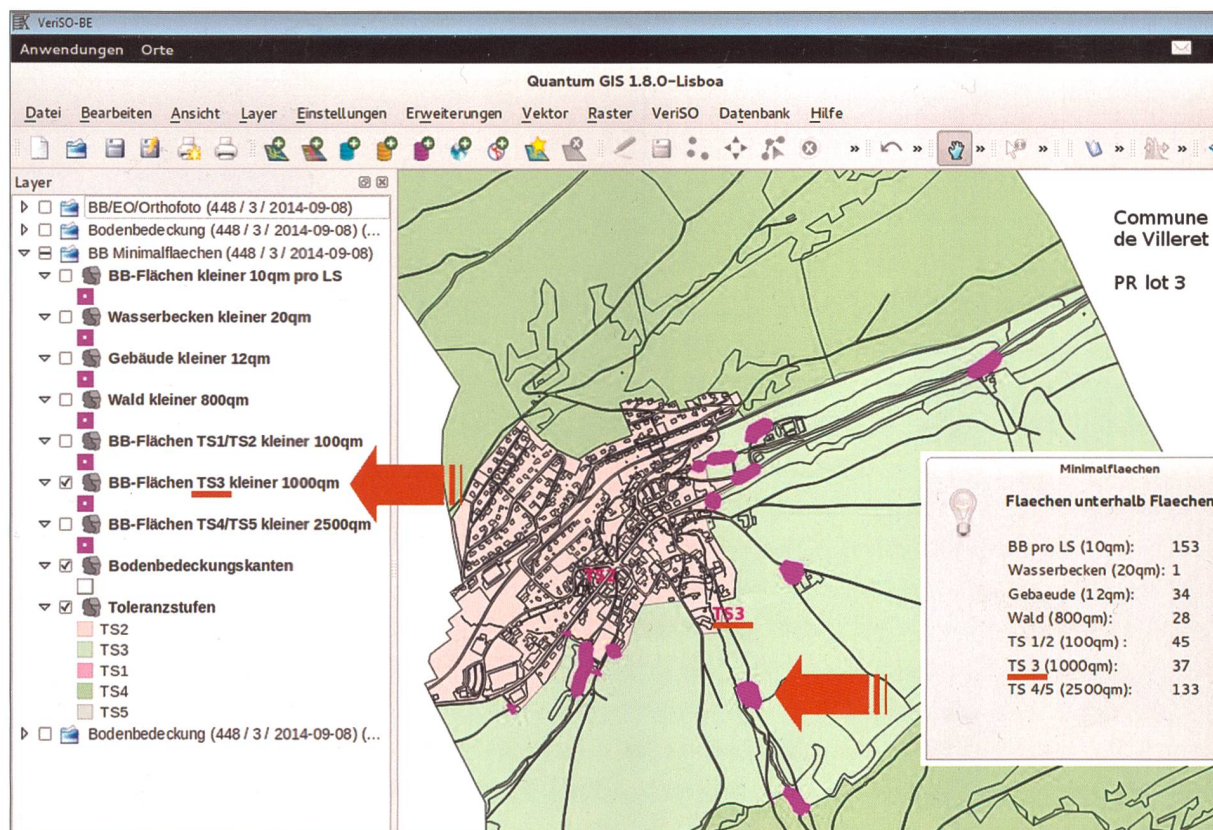 VeriSO-BE
Anwendungen Orte
Quantum GIS 1.8.0-Lisboa
Datei Bearbeiten Ansicht Layer Einstellungen Erweiterungen Vektor Raster VeriSO Datenbank Hilfe
Layer
BB/EO/Orthofoto (448 / 3 / 2014-09-08)
Bodenbedeckung (448 / 3 / 2014-09-08) (...
BB Minimalflaechen (448 / 3 / 2014-09-08)
BB-Flächen kleiner 10qm pro LS
Wasserbecken kleiner 20qm
Gebäude kleiner 12qm
Wald kleiner 800qm
BB-Flächen TS1/TS2 kleiner 100qm
BB-Flächen TS3 kleiner 1000qm
BB-Flächen TS4/TS5 kleiner 2500qm
Bodenbedeckungskanten
Toleranzstufen
TS2
TS3
TS1
TS4
TS5
Bodenbedeckung (448 / 3 / 2014-09-08) (...
TS2
TS3
Commune
de Villeret
PR lot 3
Minimalflaechen
Flaechen unterhalb Flaechen
BB pro LS (10qm): 153
Wasserbecken (20qm): 1
Gebaeude (12qm): 34
Wald (800qm): 28
TS 1/2 (100qm) : 45
TS 3 (1000qm): 37
TS 4/5 (2500qm): 133